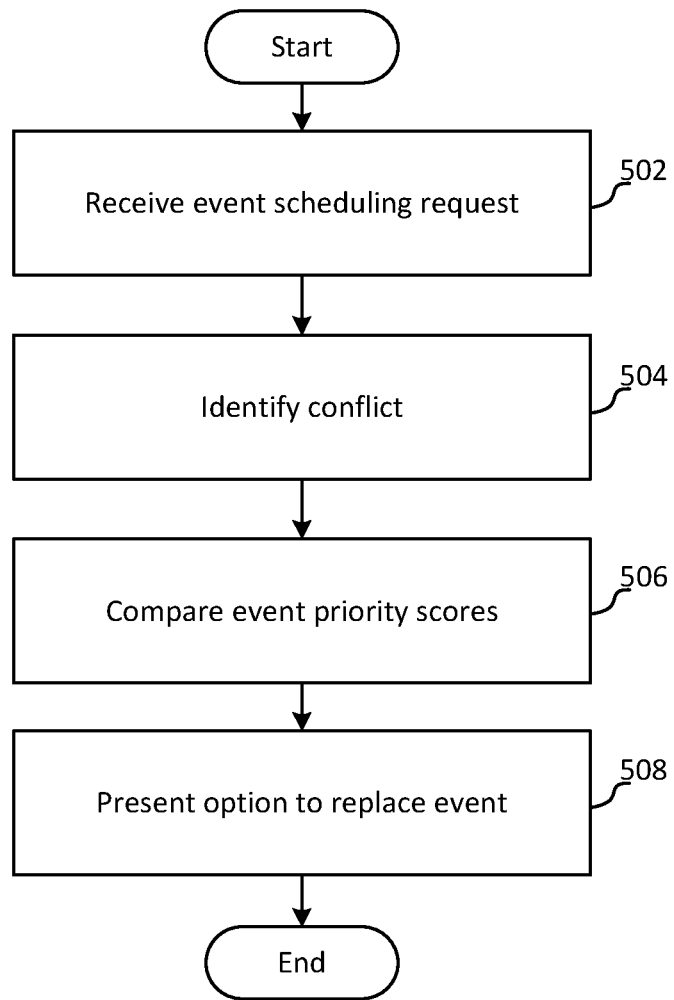 Start
Receive event scheduling request
502
Identify conflict
504
Compare event priority scores
506
Present option to replace event
508
End